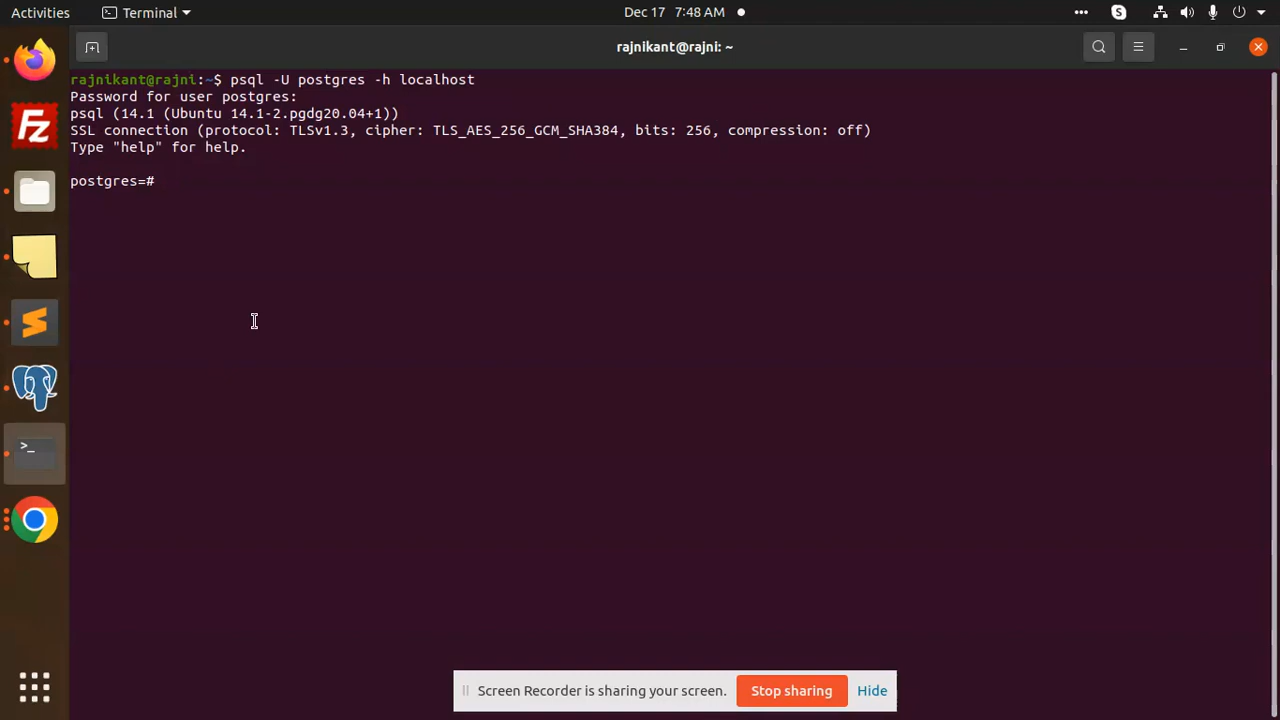 Activities
Terminal
Dec 17 7:48 AM
rajnikant@rajni: ~
rajnikant@rajni:~$ psql -U postgres -h localhost
Password for user postgres:
psql (14.1 (Ubuntu 14.1-2.pgdg20.04+1))
SSL connection (protocol: TLSv1.3, cipher: TLS_AES_256_GCM_SHA384, bits: 256, compression: off)
Type "help" for help.
postgres=#
Fz
>_
Screen Recorder is sharing your screen.
Stop sharing
Hide